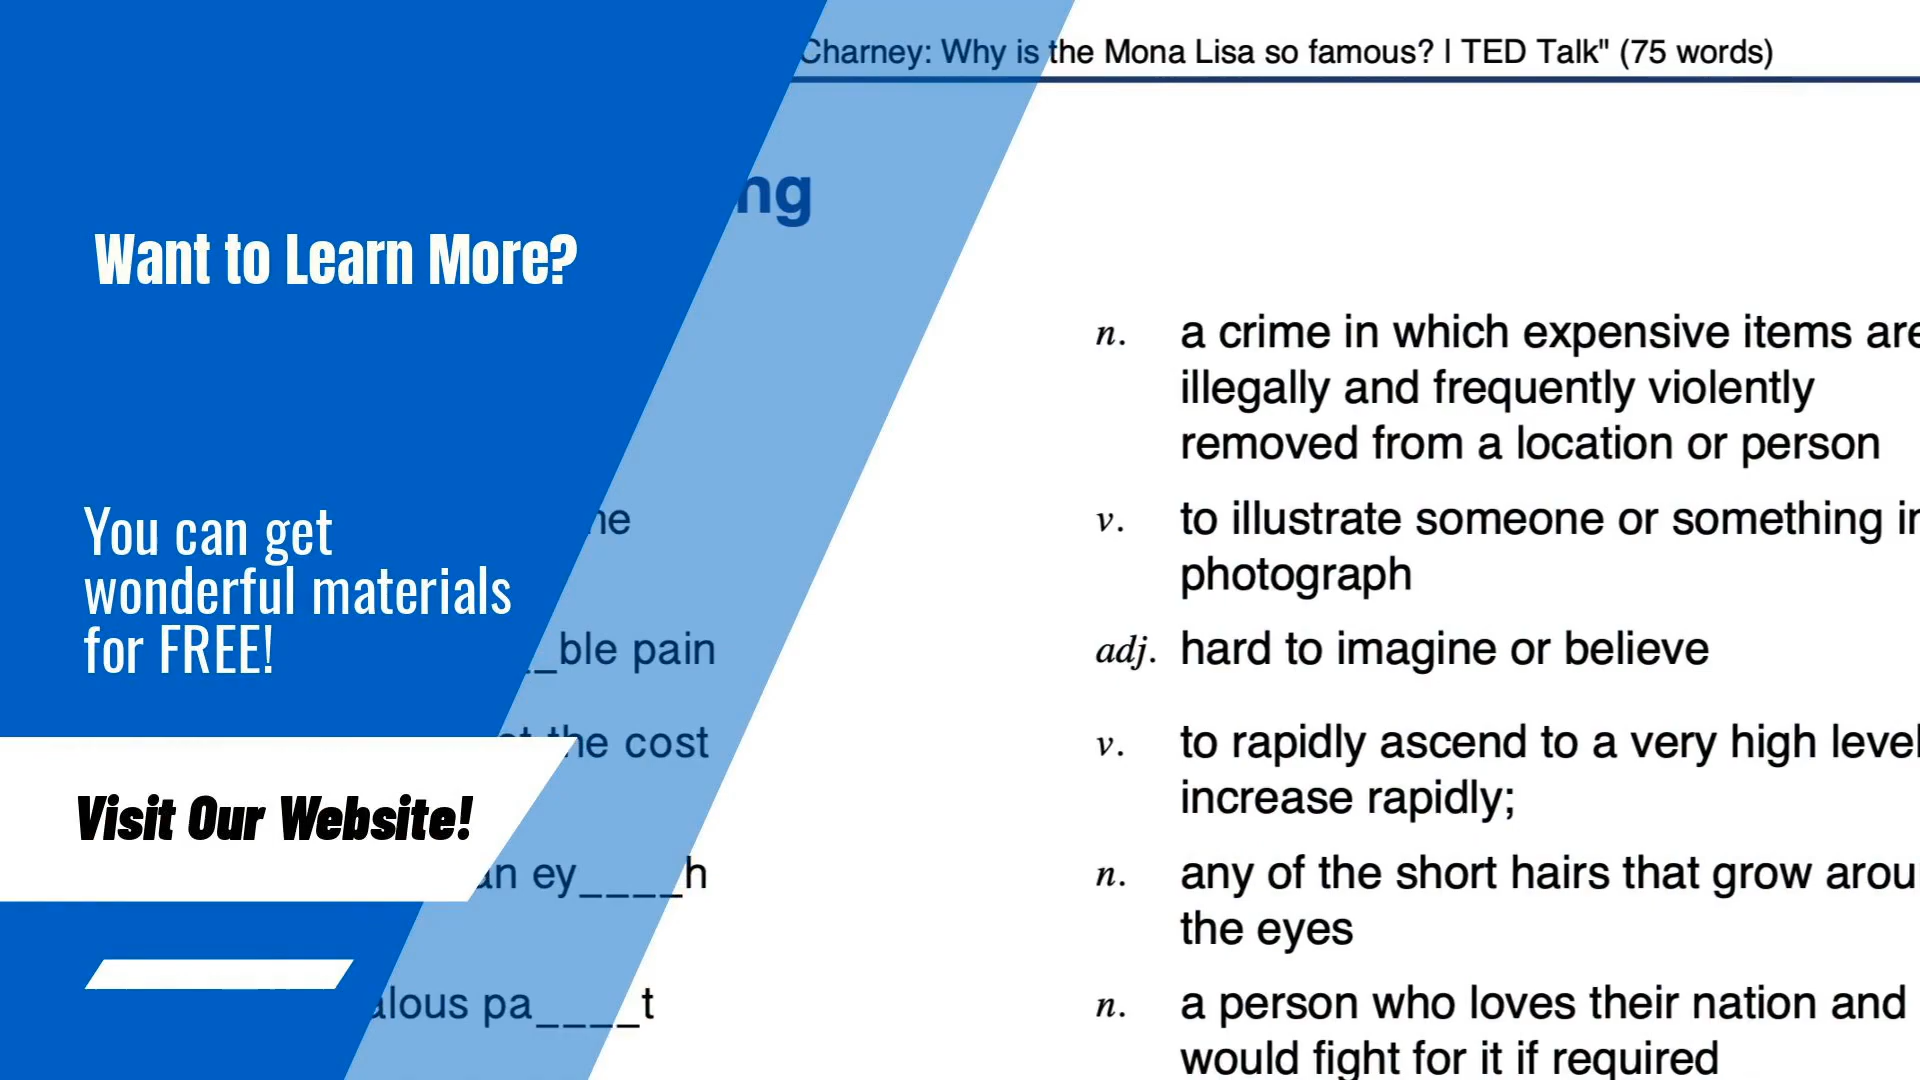 Charney: Why is the Mona Lisa so famous? | TED Talk" (75 words)
ng
Want to Learn More?
You can get
wonderful materials
for FREE!
Visit Our Website!
ne
_ble pain
the cost
an ey____h
alous pa____t
n. a crime in which expensive items are
illegally and frequently violently
removed from a location or person
v. to illustrate someone or something in
photograph
adj. hard to imagine or believe
v. to rapidly ascend to a very high level
increase rapidly;
n. any of the short hairs that grow arou
the eyes
n. a person who loves their nation and
would fight for it if required